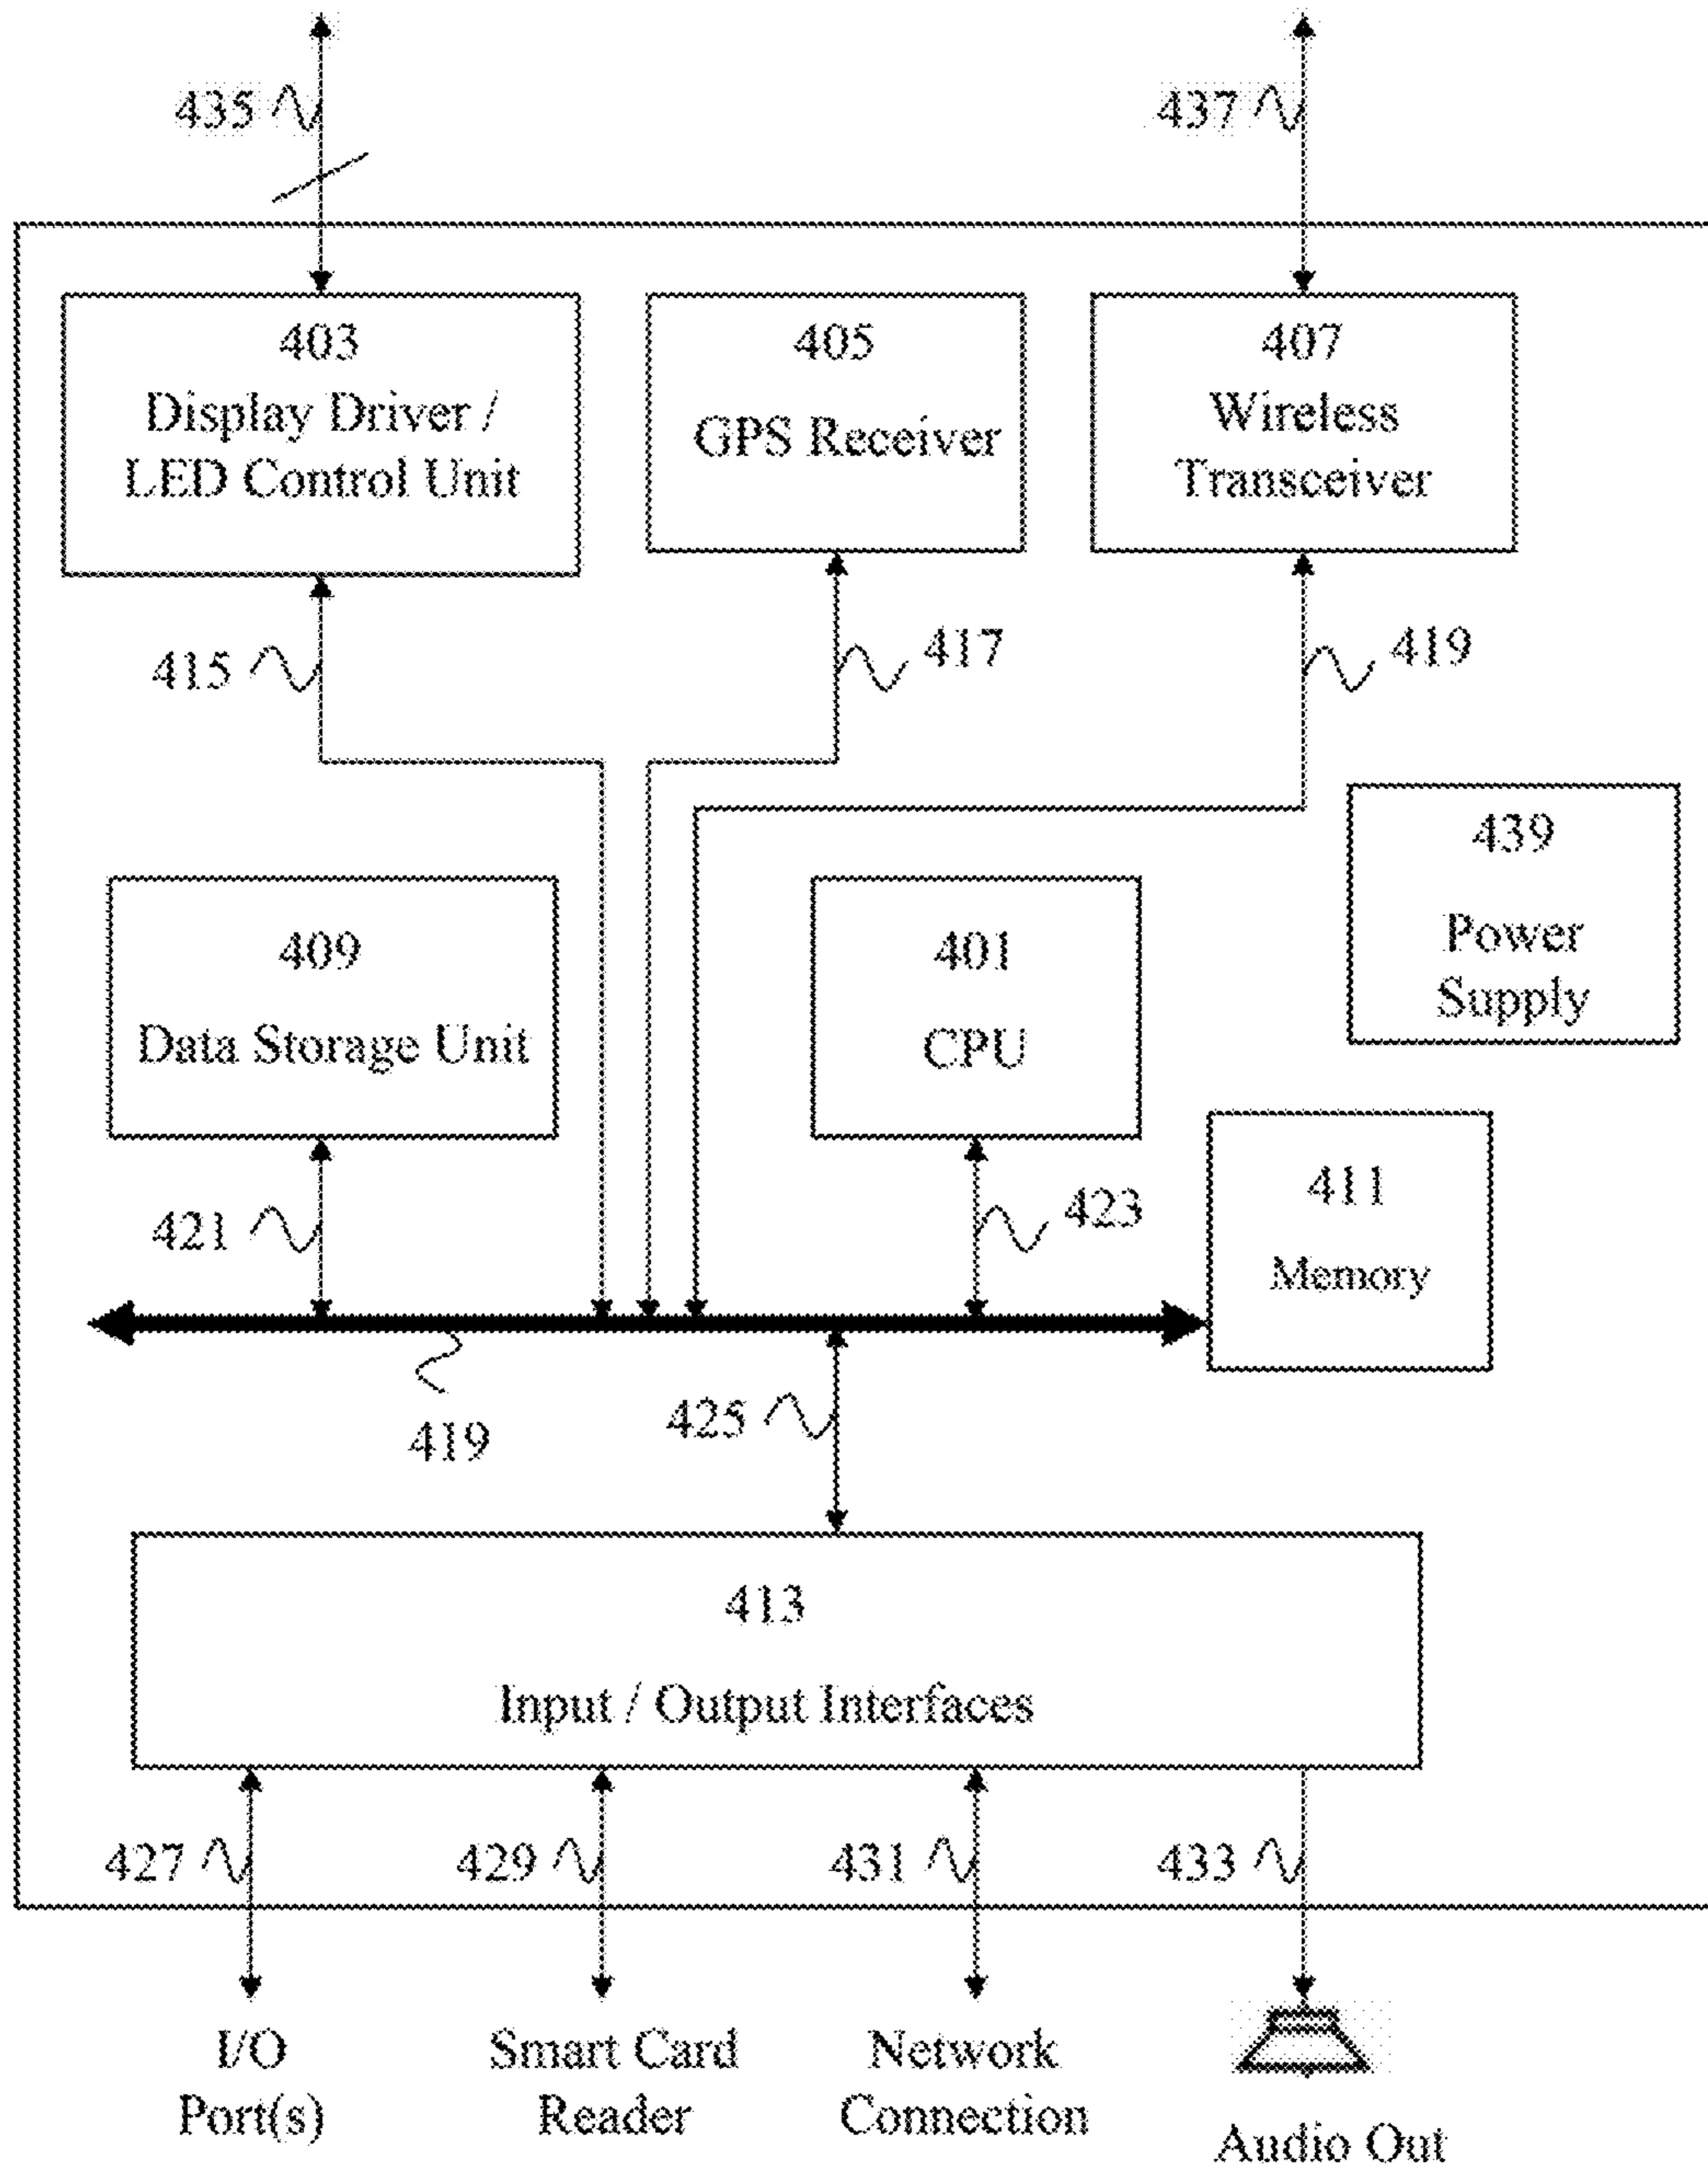 435
437
403
Display Driver /
LED Control Unit
405
GPS Receiver
407
Wireless
Transceiver
415
417
419
439
Power
Supply
409
Data Storage Unit
401
CPU
411
Memory
421
423
419
425
413
Input / Output Interfaces
427
429
431
433
I/O
Port(s)
Smart Card
Reader
Network
Connection
Audio Out